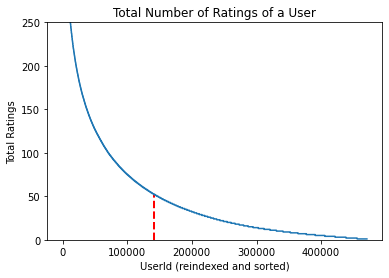 Total Number of Ratings of a User
Total Ratings
250
200
150
100
50
0
0 100000 200000 300000 400000
UserId (reindexed and sorted)